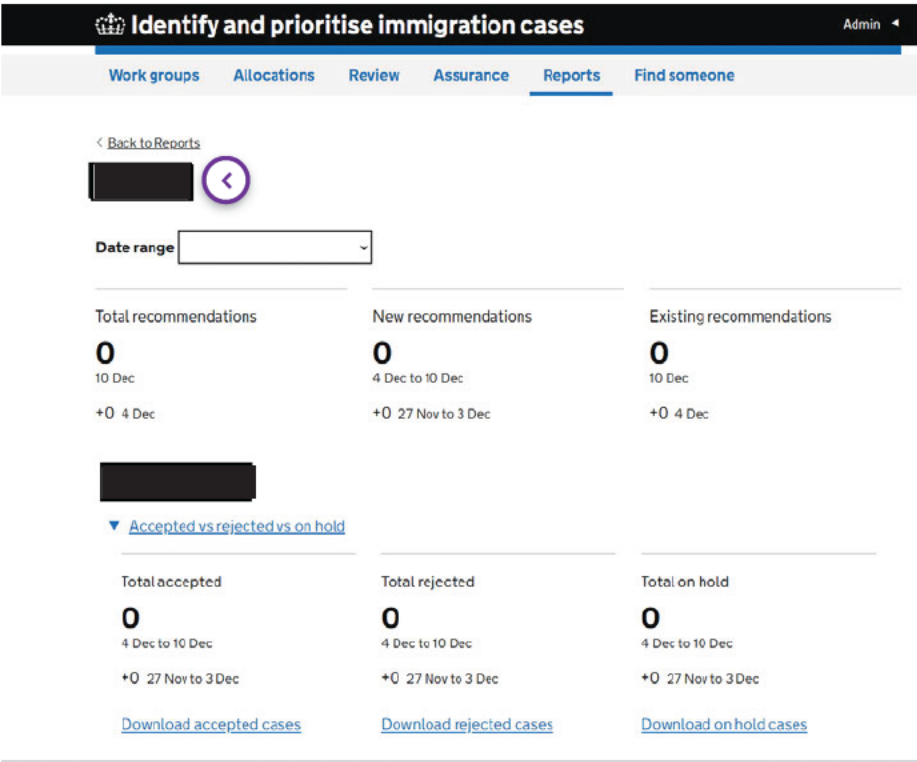 Identify and prioritise immigration cases Admin
Work groups Allocations Review Assurance Reports Find someone
Back to Reports
Date range
Total recommendations New recommendations Existing recommendations
0 0 0
10 Dec 4 Dec to 10 Dec 10 Dec
+0 4 Dec +0 27 Nov to 3 Dec +0 4 Dec
Accepted vs rejected vs on hold
Total accepted Total rejected Total on hold
0 0 0
4 Dec to 10 Dec 4 Dec to 10 Dec 4 Dec to 10 Dec
+0 27 Nov to 3 Dec +0 27 Nov to 3 Dec +0 27 Nov to 3 Dec
Download accepted cases Download rejected cases Download on hold cases